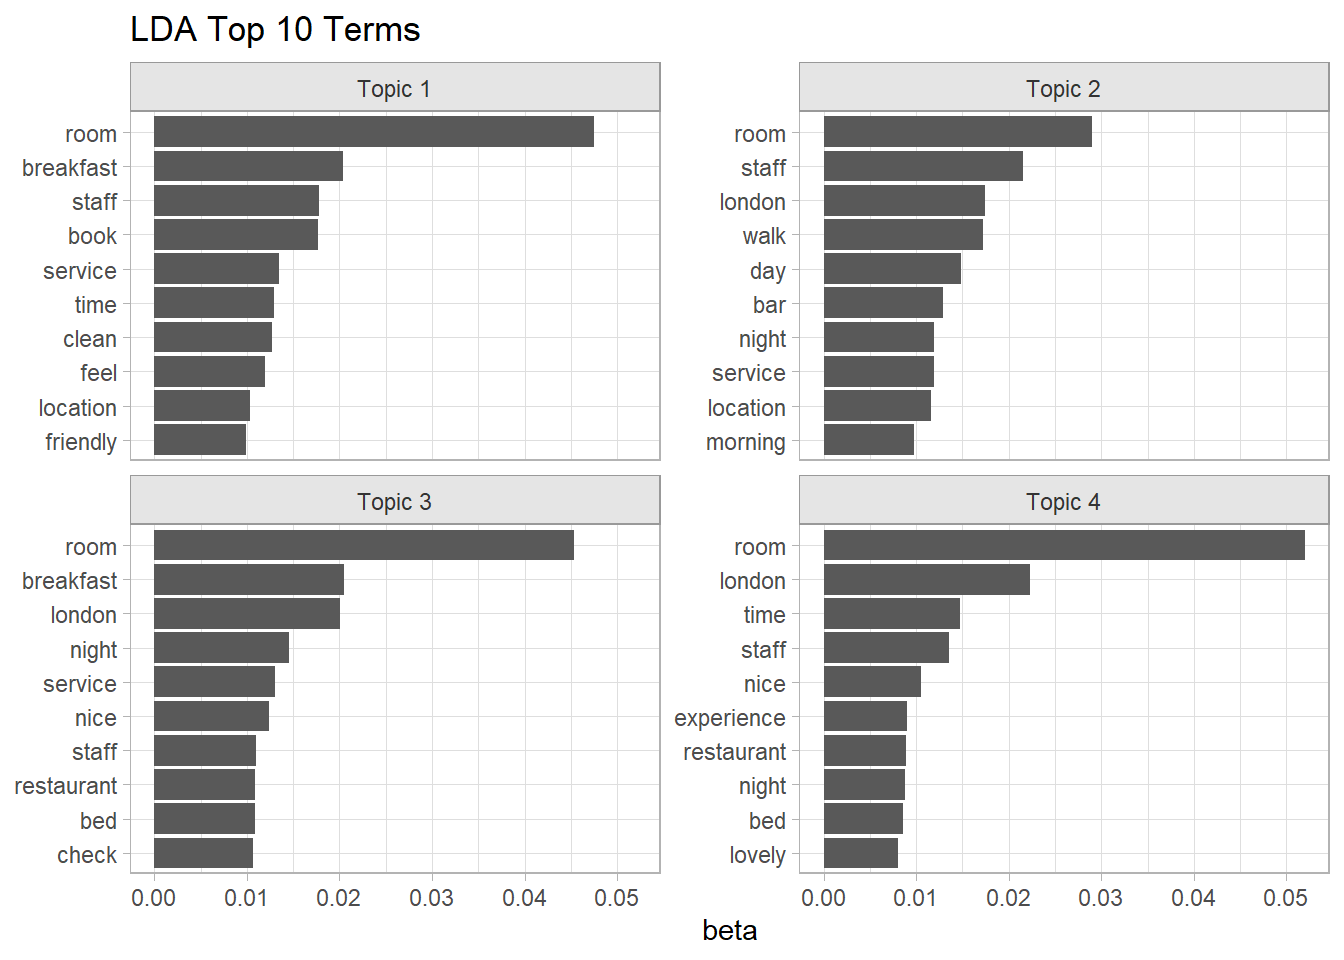 LDA Top 10 Terms
Topic 1
room
breakfast
staff
book
service
time
clean
feel
location
friendly
Topic 2
room
staff
london
walk
day
bar
night
service
location
morning
Topic 3
room
breakfast
london
night
service
nice
staff
restaurant
bed
check
0.00 0.01 0.02 0.03 0.04 0.05
Topic 4
room
london
time
staff
nice
experience
restaurant
night
bed
lovely
0.00 0.01 0.02 0.03 0.04 0.05
beta